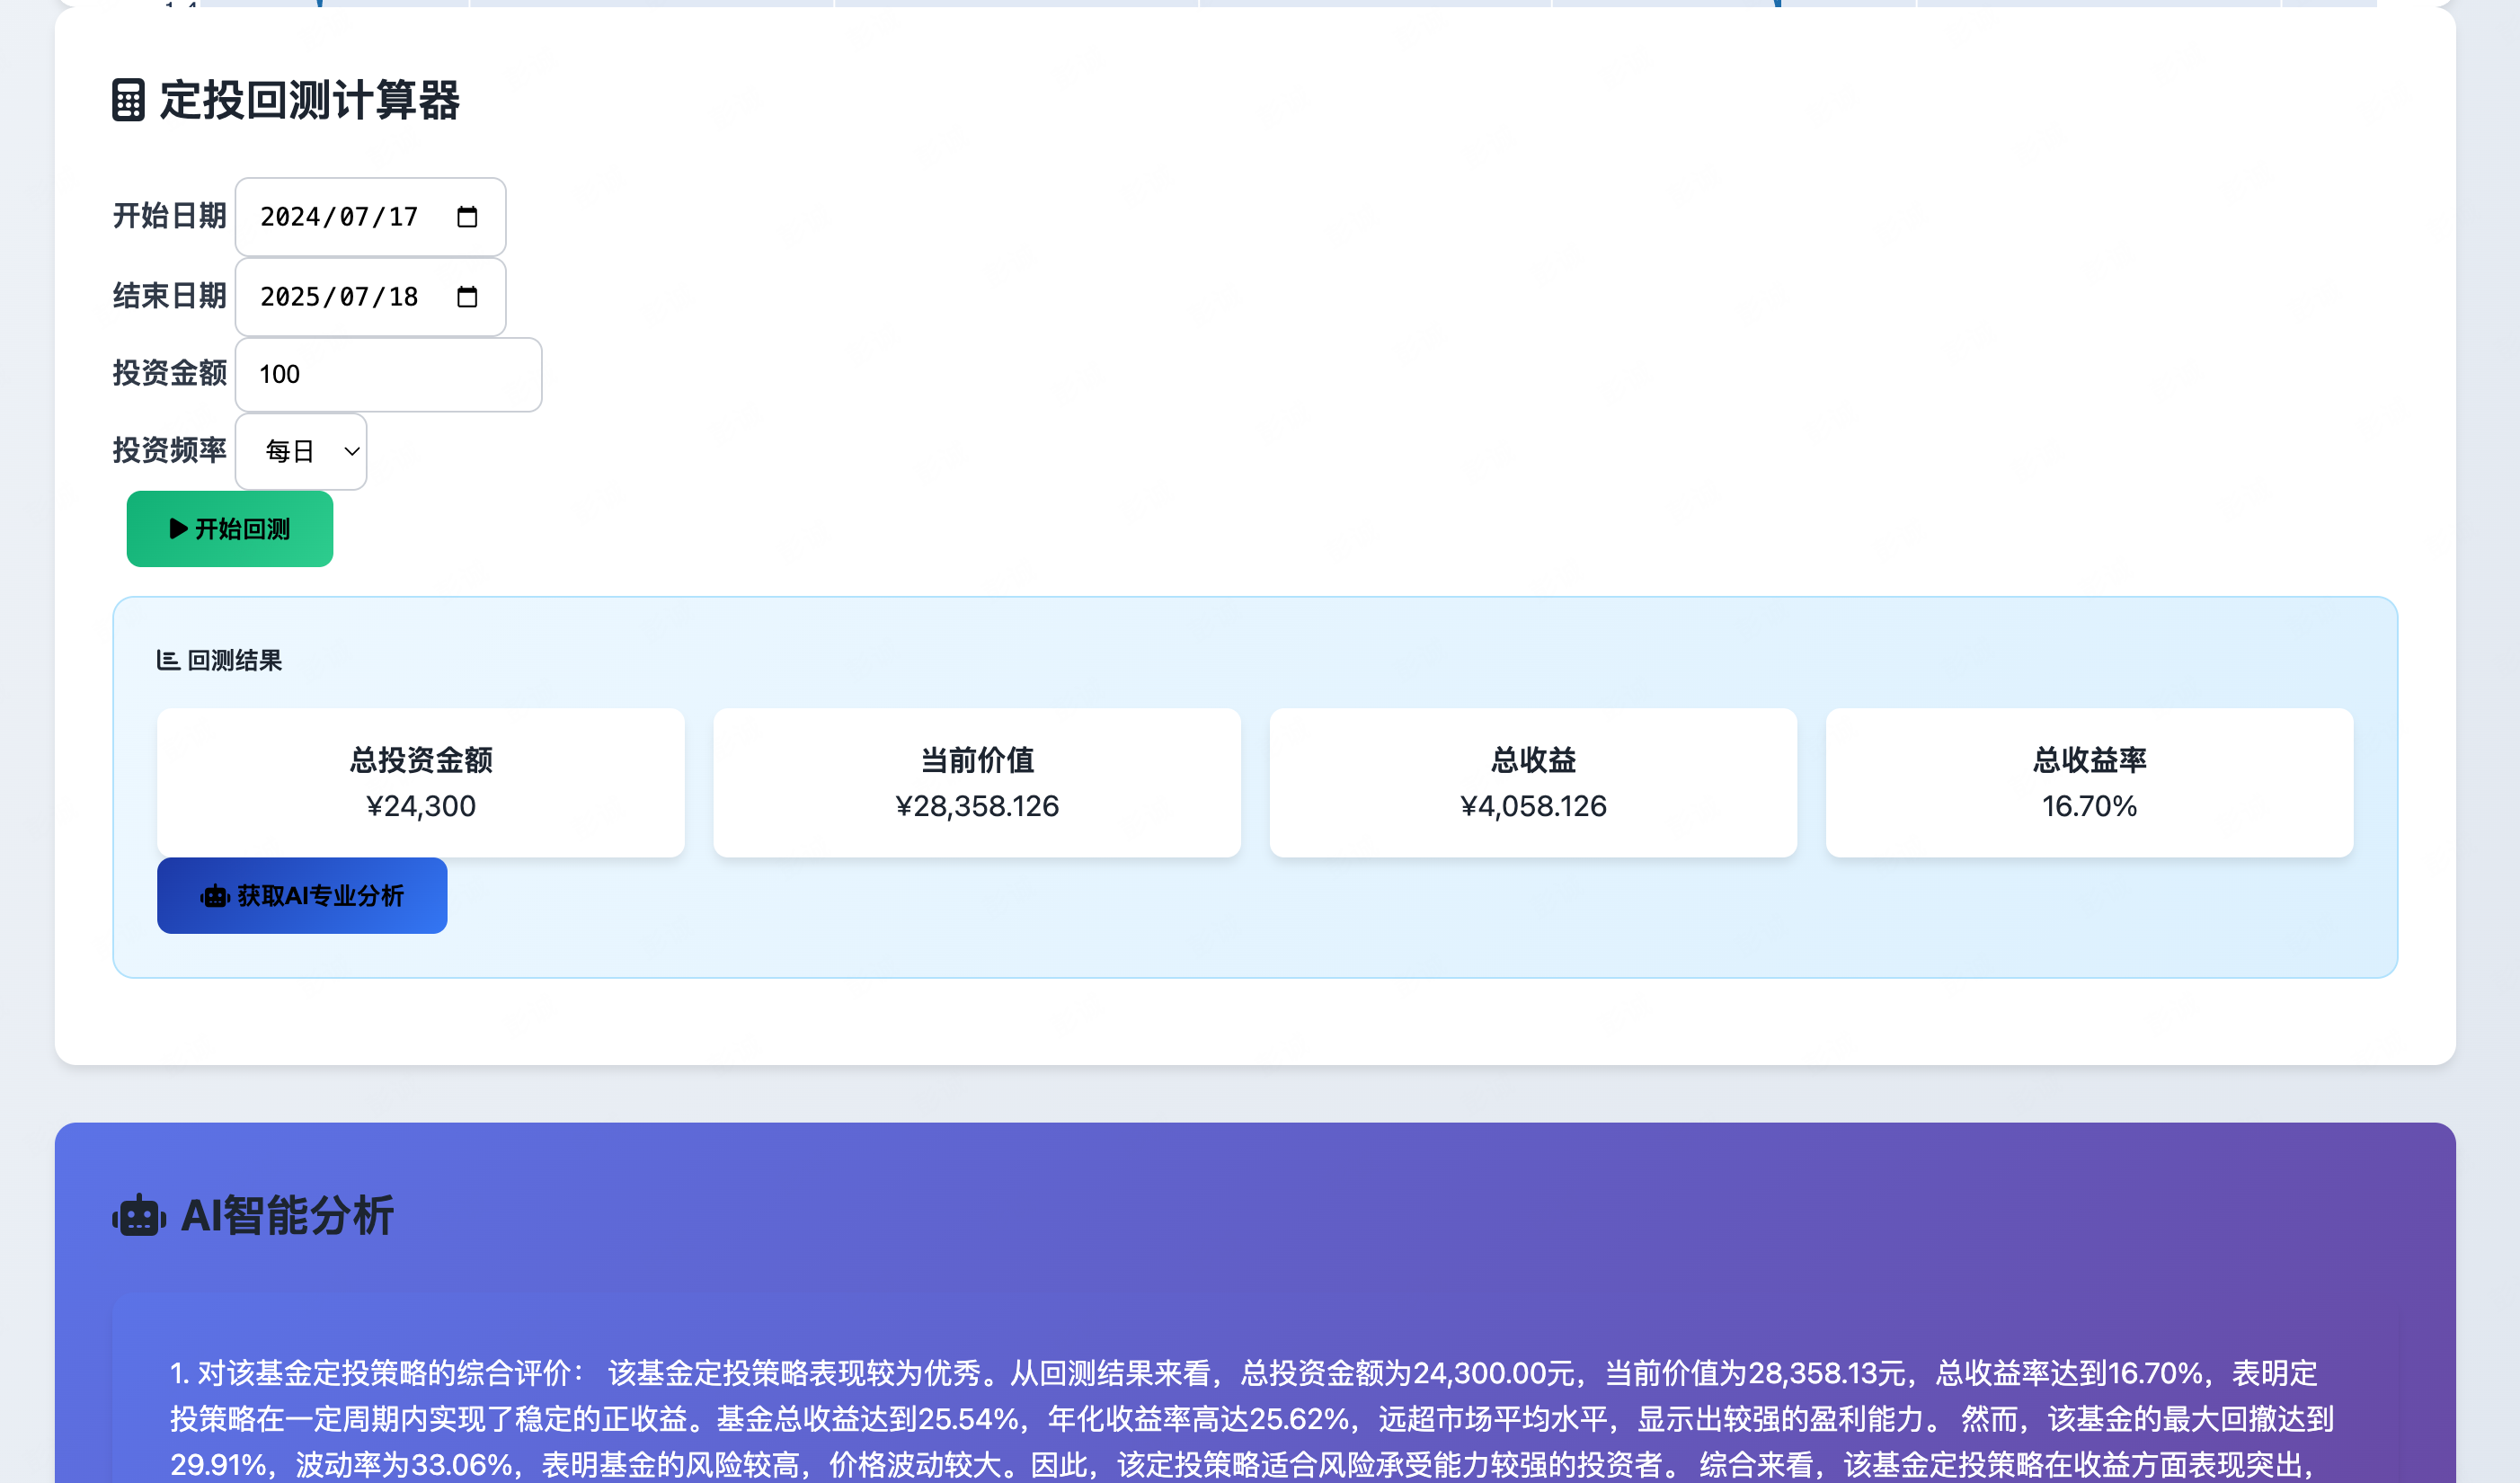 定投回测计算器
开始日期 2024/07/17
结束日期 2025/07/18
投资金额 100
投资频率 每日
开始回测
回测结果
总投资金额 当前价值 总收益 总收益率
¥24,300 ¥28,358.126 ¥4,058.126 16.70%
获取AI专业分析
AI智能分析
1. 对该基金定投策略的综合评价： 该基金定投策略表现较为优秀。从回测结果来看，总投资金额为24,300.00元，当前价值为28,358.13元，总收益率达到16.70%，表明定
投策略在一定周期内实现了稳定的正收益。基金总收益达到25.54%，年化收益率高达25.62%，远超市场平均水平，显示出较强的盈利能力。 然而，该基金的最大回撤达到
29.91%，波动率为33.06%，表明基金的风险较高，价格波动较大。因此，该定投策略适合风险承受能力较强的投资者。 综合来看，该基金定投策略在收益方面表现突出，